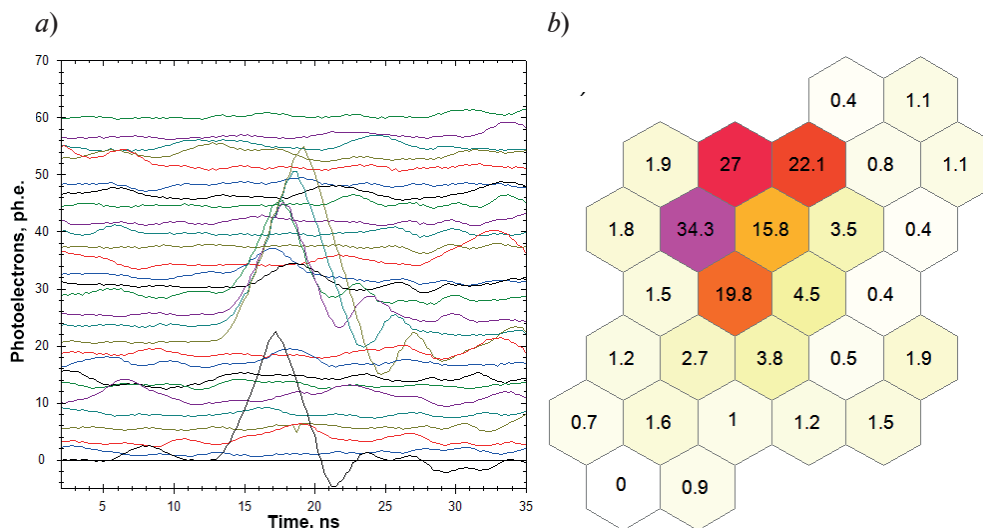 a)
70
60
50
40
30
20
10
0
Photoelectrons, ph.e.
5 10 15 20 25 30 35
Time, ns
b)
0.4 1.1
1.9 27 22.1 0.8 1.1
1.8 34.3 15.8 3.5 0.4
1.5 19.8 4.5 0.4
1.2 2.7 3.8 0.5 1.9
0.7 1.6 1 1.2 1.5
0 0.9